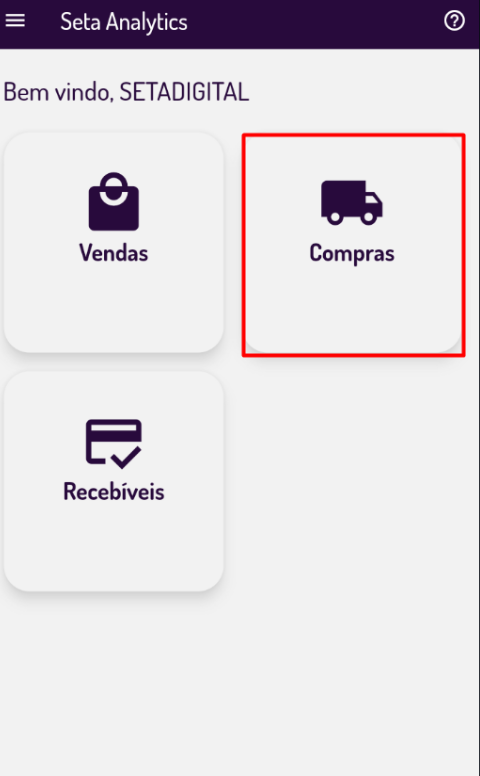 Seta Analytics
Bem vindo, SETADIGITAL
Vendas
Compras
Recebíveis